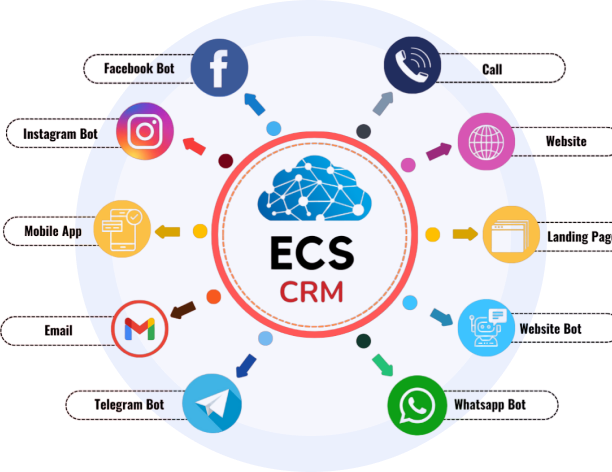 Facebook Bot
Call
Instagram Bot
Website
ECS
CRM
Mobile App
Landing Pag
Email
Website Bot
Telegram Bot
Whatsapp Bot